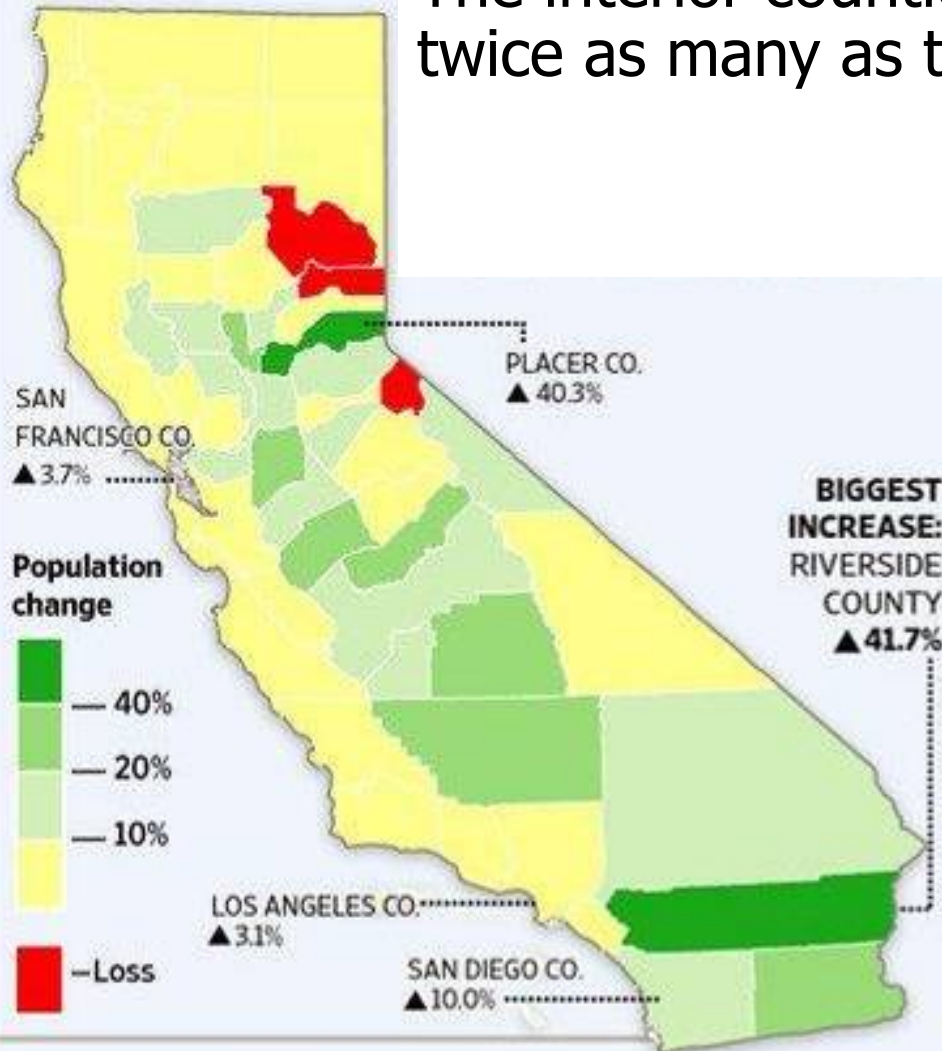 twice as many as t
PLACER CO.
▲ 40.3%
SAN
FRANCISCO CO.
▲ 3.7%
BIGGEST
INCREASE:
RIVERSIDE
COUNTY
▲ 41.7%
Population
change
— 40%
— 20%
— 10%
–Loss
LOS ANGELES CO.
▲ 3.1%
SAN DIEGO CO.
▲ 10.0%